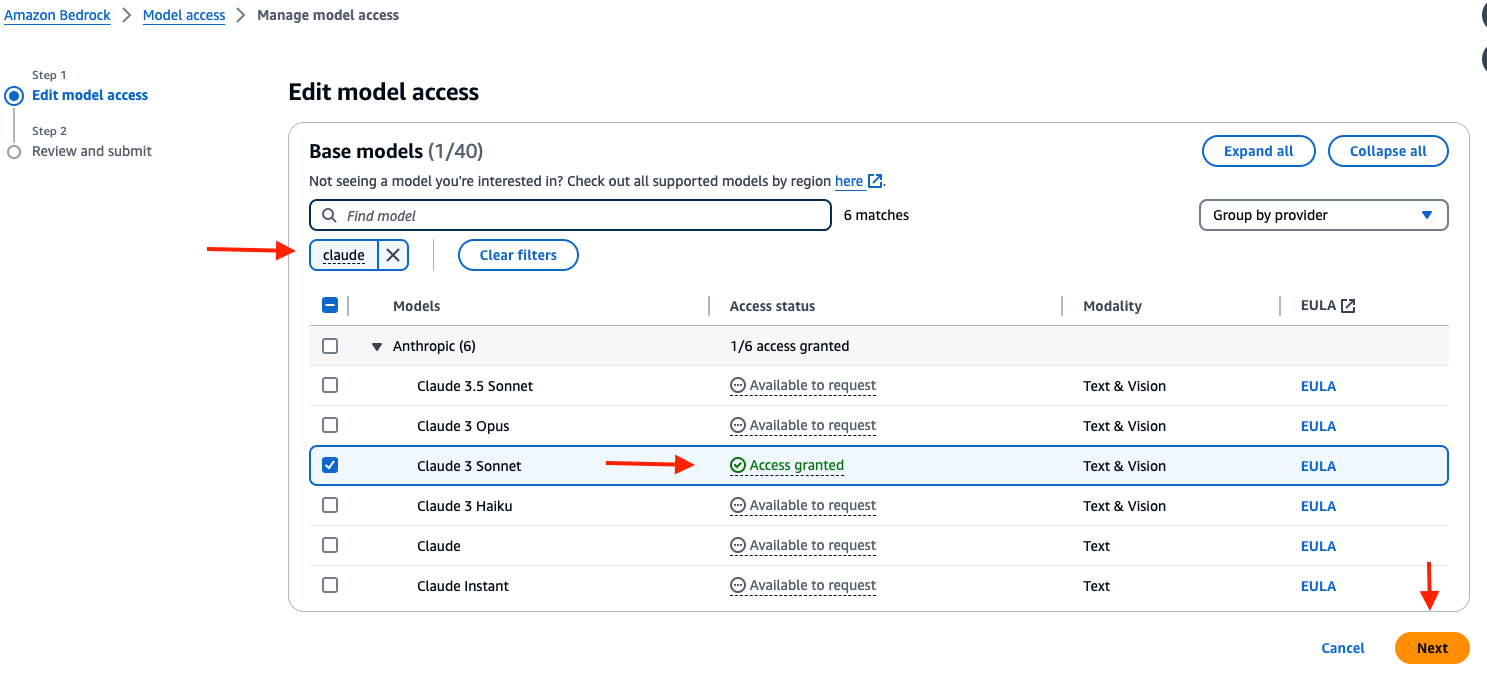 Amazon Bedrock > Model access > Manage model access
Step 1
Edit model access
Step 2
Review and submit
Edit model access
Base models (1/40)
Expand all
Collapse all
Not seeing a model you're interested in? Check out all supported models by region here.
Find model
6 matches
Group by provider
claude
Clear filters
Models Access status Modality EULA
Anthropic (6) 1/6 access granted
Claude 3.5 Sonnet Available to request Text & Vision EULA
Claude 3 Opus Available to request Text & Vision EULA
Claude 3 Sonnet Access granted Text & Vision EULA
Claude 3 Haiku Available to request Text & Vision EULA
Claude Available to request Text EULA
Claude Instant Available to request Text EULA
Cancel
Next